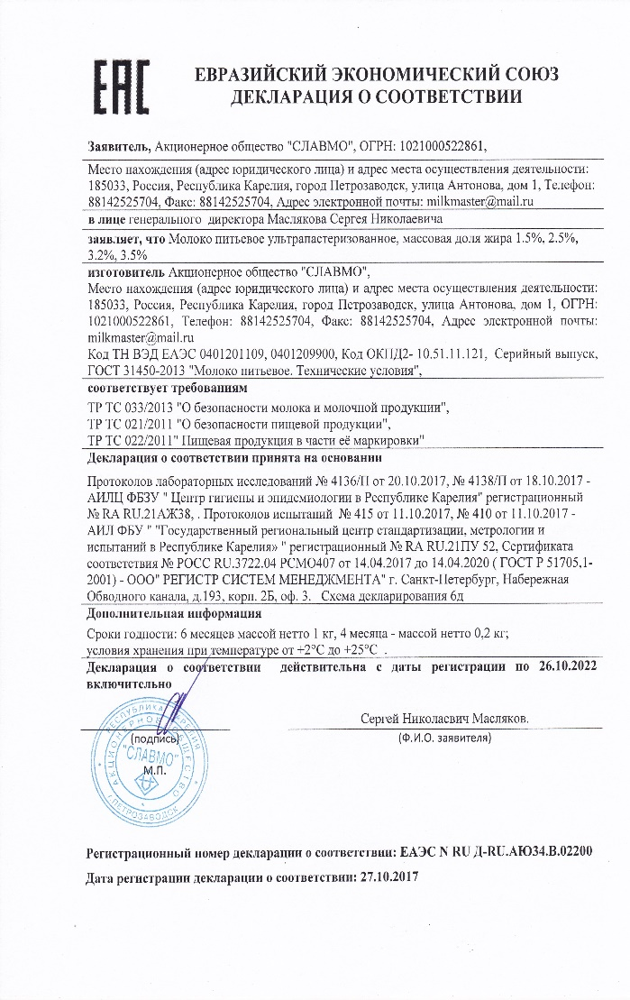 EAC
ЕВРАЗИЙСКИЙ ЭКОНОМИЧЕСКИЙ СОЮЗ
ДЕКЛАРАЦИЯ О СООТВЕТСТВИИ
Заявитель, Акционерное общество "СЛАВМО", ОГРН: 1021000522861,
Место нахождения (адрес юридического лица) и адрес места осуществления деятельности:
185033, Россия, Республика Карелия, город Петрозаводск, улица Антонова, дом 1, Телефон:
88142525704, Факс: 88142525704, Адрес электронной почты: milkmaster@mail.ru
в лице генерального директора Маслякова Сергея Николаевича
заявляет, что Молоко питьевое ультрапастеризованное, массовая доля жира 1.5%, 2.5%,
3.2%, 3.5%
изготовитель Акционерное общество "СЛАВМО",
Место нахождения (адрес юридического лица) и адрес места осуществления деятельности:
185033, Россия, Республика Карелия, город Петрозаводск, улица Антонова, дом 1, ОГРН:
1021000522861, Телефон: 88142525704, Факс: 88142525704, Адрес электронной почты:
milkmaster@mail.ru
Код ТН ВЭД ЕАЭС 0401201109, 0401209900, Код ОКПД2- 10.51.11.121, Серийный выпуск,
ГОСТ 31450-2013 "Молоко питьевое. Технические условия",
соответствует требованиям
ТР ТС 033/2013 "О безопасности молока и молочной продукции",
ТР ТС 021/2011 "О безопасности пищевой продукции",
ТР ТС 022/2011" Пищевая продукция в части её маркировки"
Декларация о соответствии принята на основании
Протоколов лабораторных исследований № 4136/П от 20.10.2017, № 4138/П от 18.10.2017 -
АИЛЦ ФБЗУ " Центр гигиены и эпидемиологии в Республике Карелия" регистрационный
№ RA RU.21АЖ38, . Протоколов испытаний № 415 от 11.10.2017, № 410 от 11.10.2017 -
АИЛ ФБУ " "Государственный региональный центр стандартизации, метрологии и
испытаний в Республике Карелия» " регистрационный № RA RU.21ПУ 52, Сертификата
соответствия № РОСС RU.3722.04 РСМО407 от 14.04.2017 до 14.04.2020 ( ГОСТ Р 51705,1-
2001) - ООО" РЕГИСТР СИСТЕМ МЕНЕДЖМЕНТА" г. Санкт-Петербург, Набережная
Обводного канала, д.193, корп. 2Б, оф. 3. Схема декларирования 6д
Дополнительная информация
Сроки годности: 6 месяцев массой нетто 1 кг, 4 месяца - массой нетто 0,2 кг;
условия хранения при температуре от +2°С до +25°С .
Декларация о соответствии действительна с даты регистрации по 26.10.2022
включительно
Сергей Николаевич Масляков.
(подпись)
(Ф.И.О. заявителя)
М.П.
РЕСПУБЛИКА КАРЕЛИЯ
АКЦИОНЕРНОЕ ОБЩЕСТВО
"СЛАВМО"
г.ПЕТРОЗАВОДСК
Регистрационный номер декларации о соответствии: ЕАЭС N RU Д-RU.АЮ34.В.02200
Дата регистрации декларации о соответствии: 27.10.2017